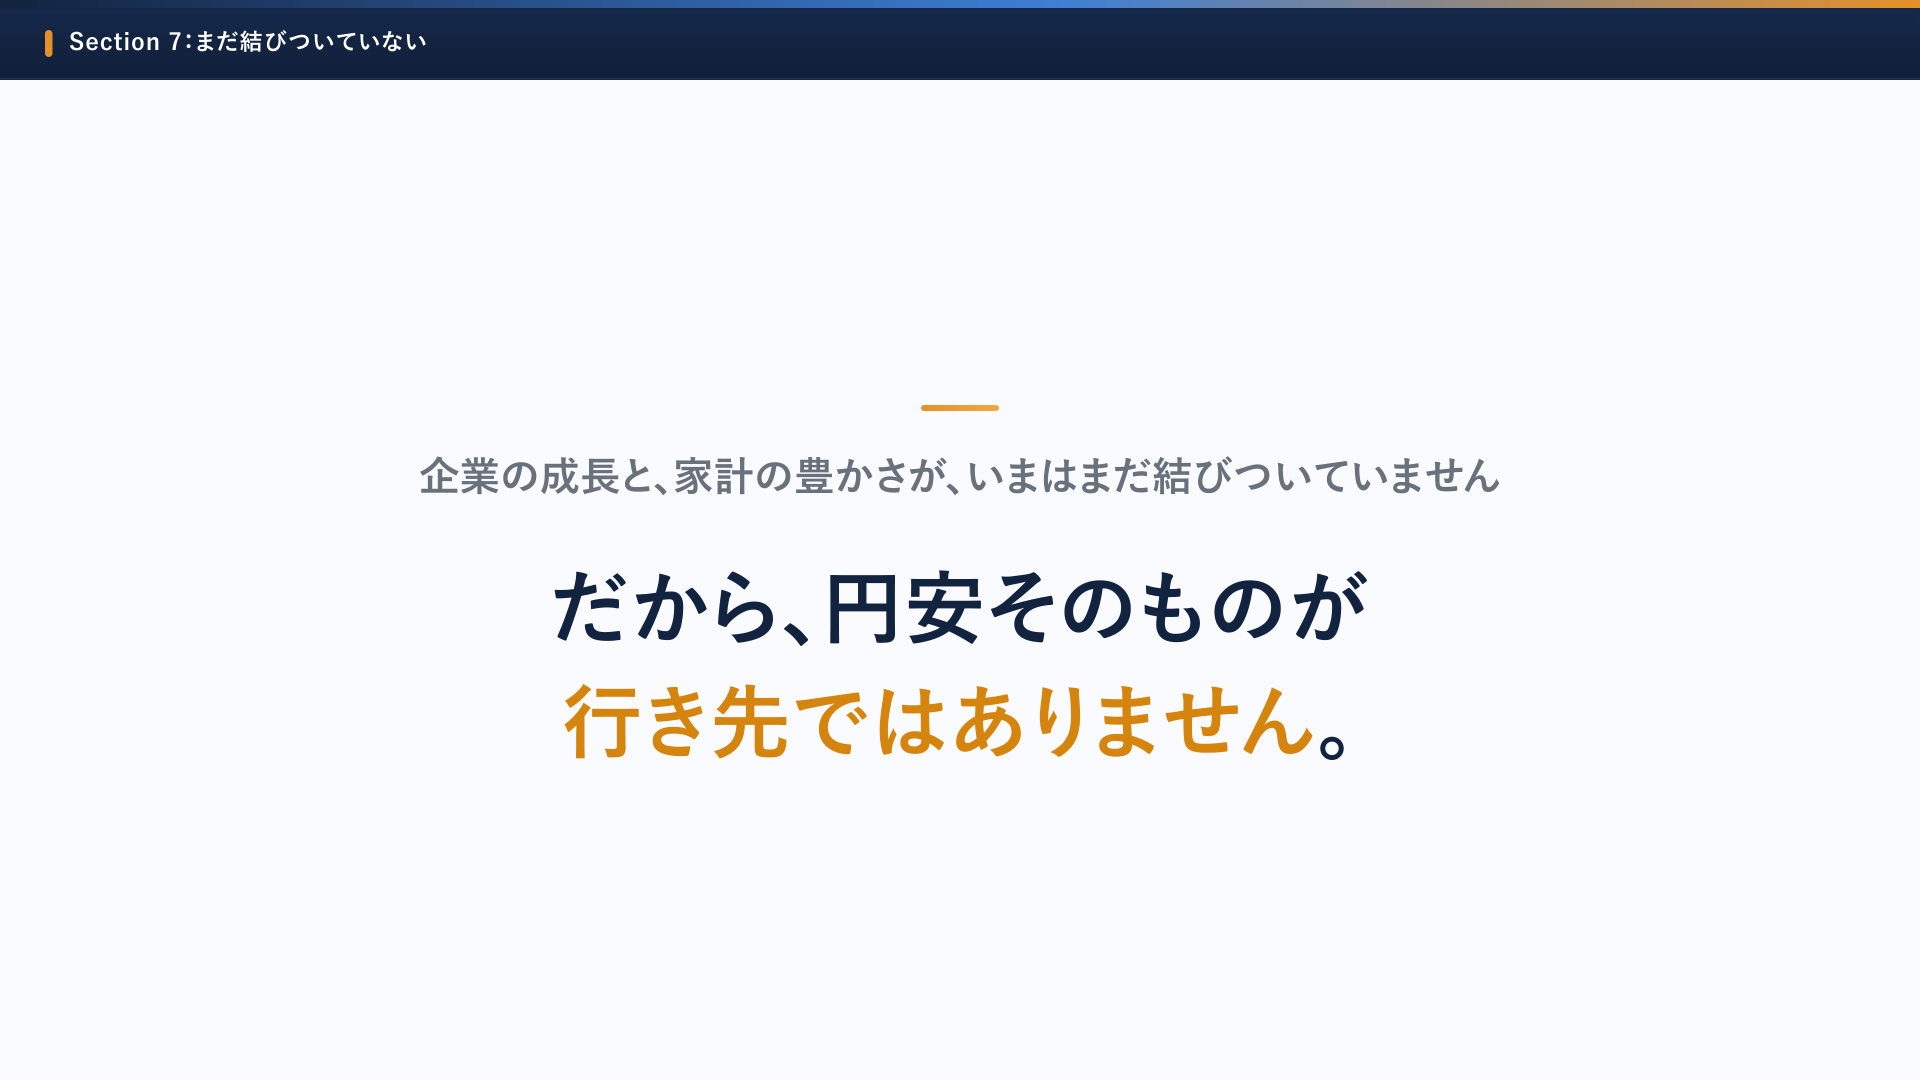 Section 7：まだ結びついていない
企業の成長と、家計の豊かさが、いまはまだ結びついていません
だから、円安そのものが
行き先ではありません。